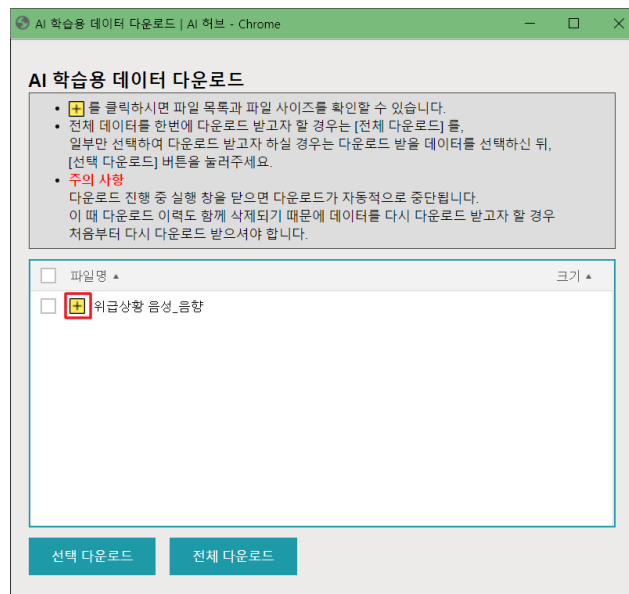 AI 학습용 데이터 다운로드 | AI 허브 - Chrome
AI 학습용 데이터 다운로드
• + 를 클릭하시면 파일 목록과 파일 사이즈를 확인할 수 있습니다.
• 전체 데이터를 한번에 다운로드 받고자 할 경우는 [전체 다운로드] 를,
일부만 선택하여 다운로드 받고자 하실 경우는 다운로드 받을 데이터를 선택하신 뒤,
[선택 다운로드] 버튼을 눌러주세요.
• 주의 사항
다운로드 진행 중 실행 창을 닫으면 다운로드가 자동적으로 중단됩니다.
이 때 다운로드 이력도 함께 삭제되기 때문에 데이터를 다시 다운로드 받고자 할 경우
처음부터 다시 다운로드 받으셔야 합니다.
파일명 ▲ 크기 ▲
+ 위급상황 음성_음향
선택 다운로드 전체 다운로드